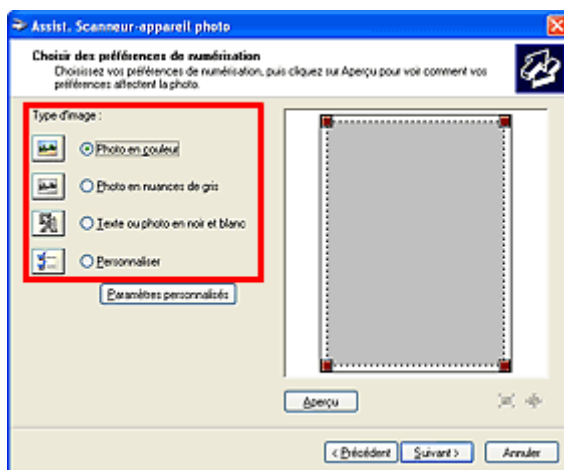 Assist. Scanneur-appareil photo
Choisir des préférences de numérisation
Choisissez vos préférences de numérisation, puis cliquez sur Aperçu pour voir comment vos
préférences affectent la photo.
Type d'image :
Photo en couleur
Photo en nuances de gris
Texte ou photo en noir et blanc
Personnaliser
Paramètres personnalisés
Aperçu
< Précédent Suivant > Annuler